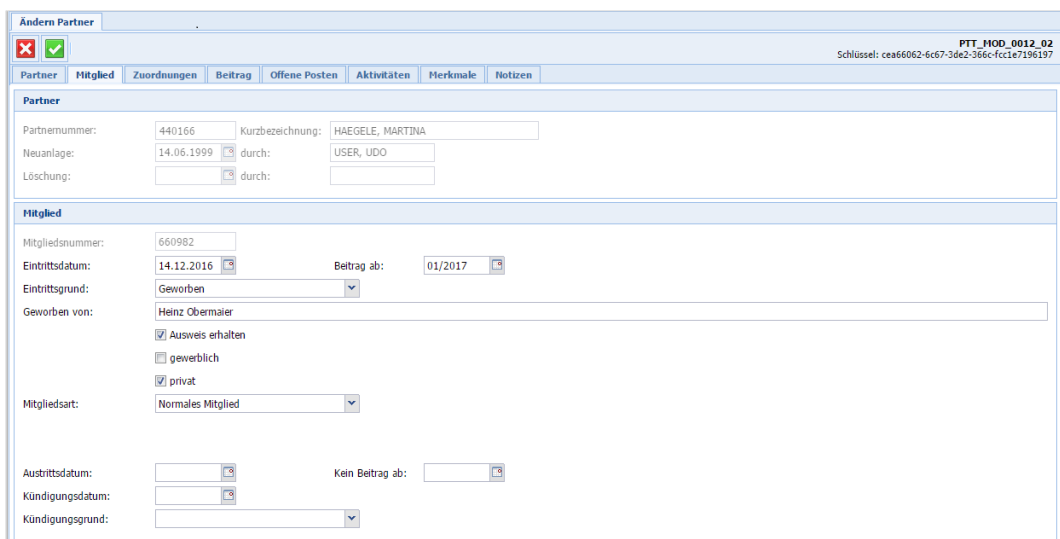 Ändern Partner
PTT_MOD_0012_02
Schlüssel: cea66062-6c67-3de2-366c-fcc1e7196197
Partner Mitglied Zuordnungen Beitrag Offene Posten Aktivitäten Merkmale Notizen
Partner
Partnernummer: 440166 Kurzbezeichnung: HAEGELE, MARTINA
Neuanlage: 14.06.1999 durch: USER, UDO
Löschung: durch:
Mitglied
Mitgliedsnummer: 660982
Eintrittsdatum: 14.12.2016 Beitrag ab: 01/2017
Eintrittsgrund: Geworben
Geworben von: Heinz Obermaier
Ausweis erhalten
gewerblich
privat
Mitgliedsart: Normales Mitglied
Austrittsdatum: Kein Beitrag ab:
Kündigungsdatum:
Kündigungsgrund: